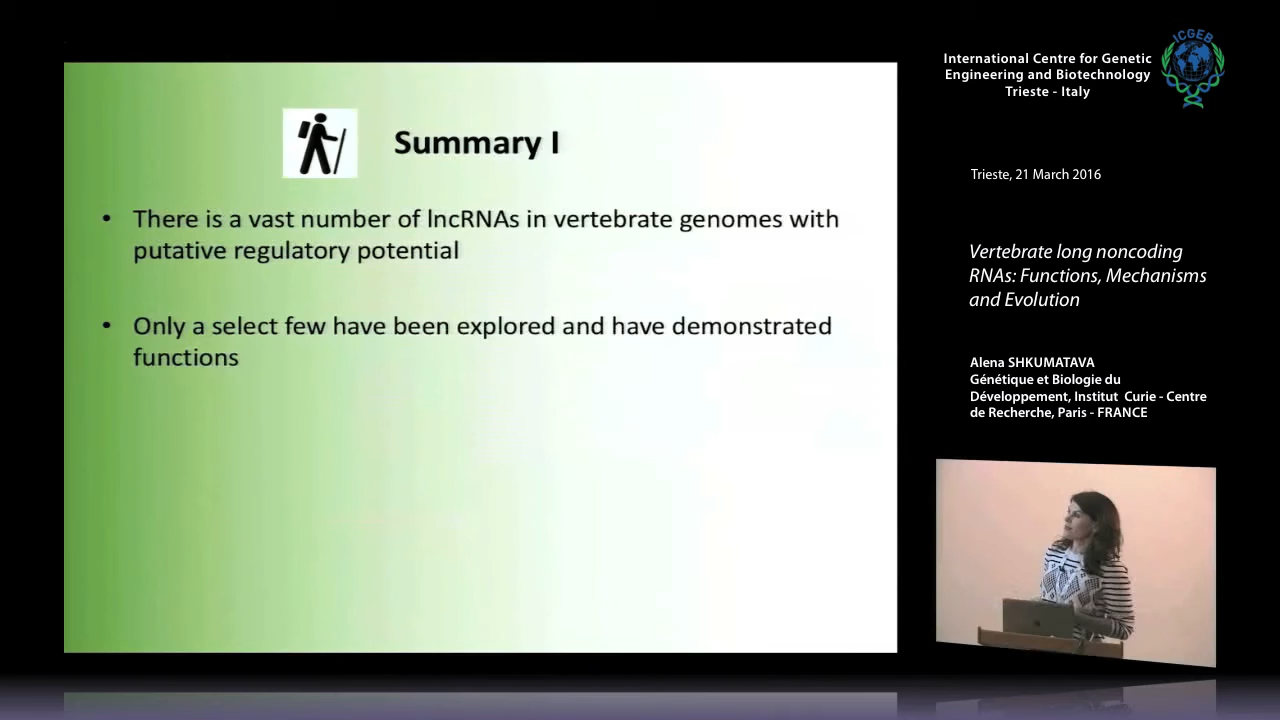 Summary I
• There is a vast number of lncRNAs in vertebrate genomes with
putative regulatory potential
• Only a select few have been explored and have demonstrated
functions
ICGEB
International Centre for Genetic
Engineering and Biotechnology
Trieste - Italy
Trieste, 21 March 2016
Vertebrate long noncoding
RNAs: Functions, Mechanisms
and Evolution
Alena SHKUMATAVA
Génétique et Biologie du
Développement, Institut Curie - Centre
de Recherche, Paris - FRANCE